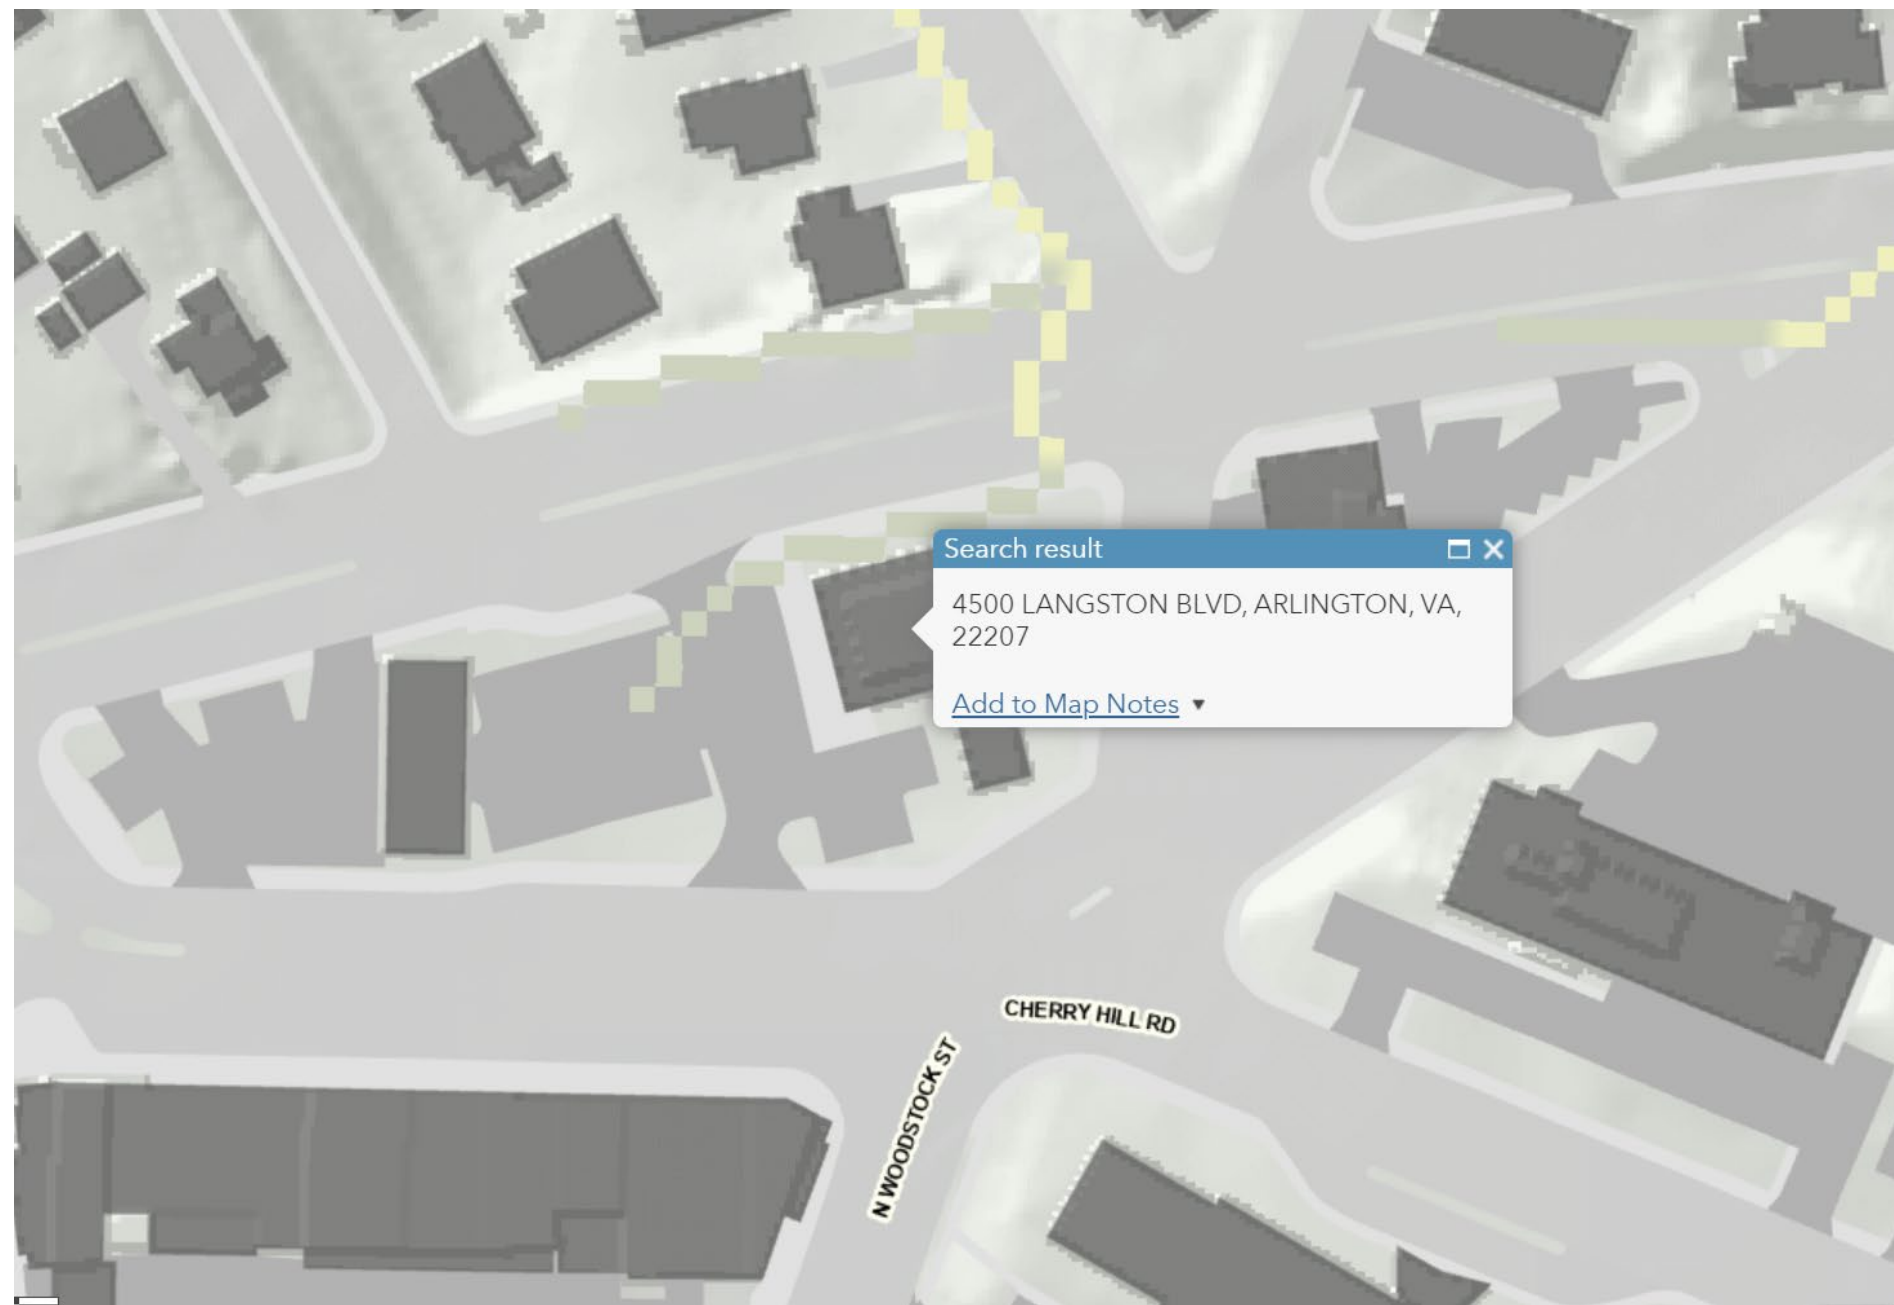 Search result
4500 LANGSTON BLVD, ARLINGTON, VA,
22207
Add to Map Notes
CHERRY HILL RD
N WOODSTOCK ST